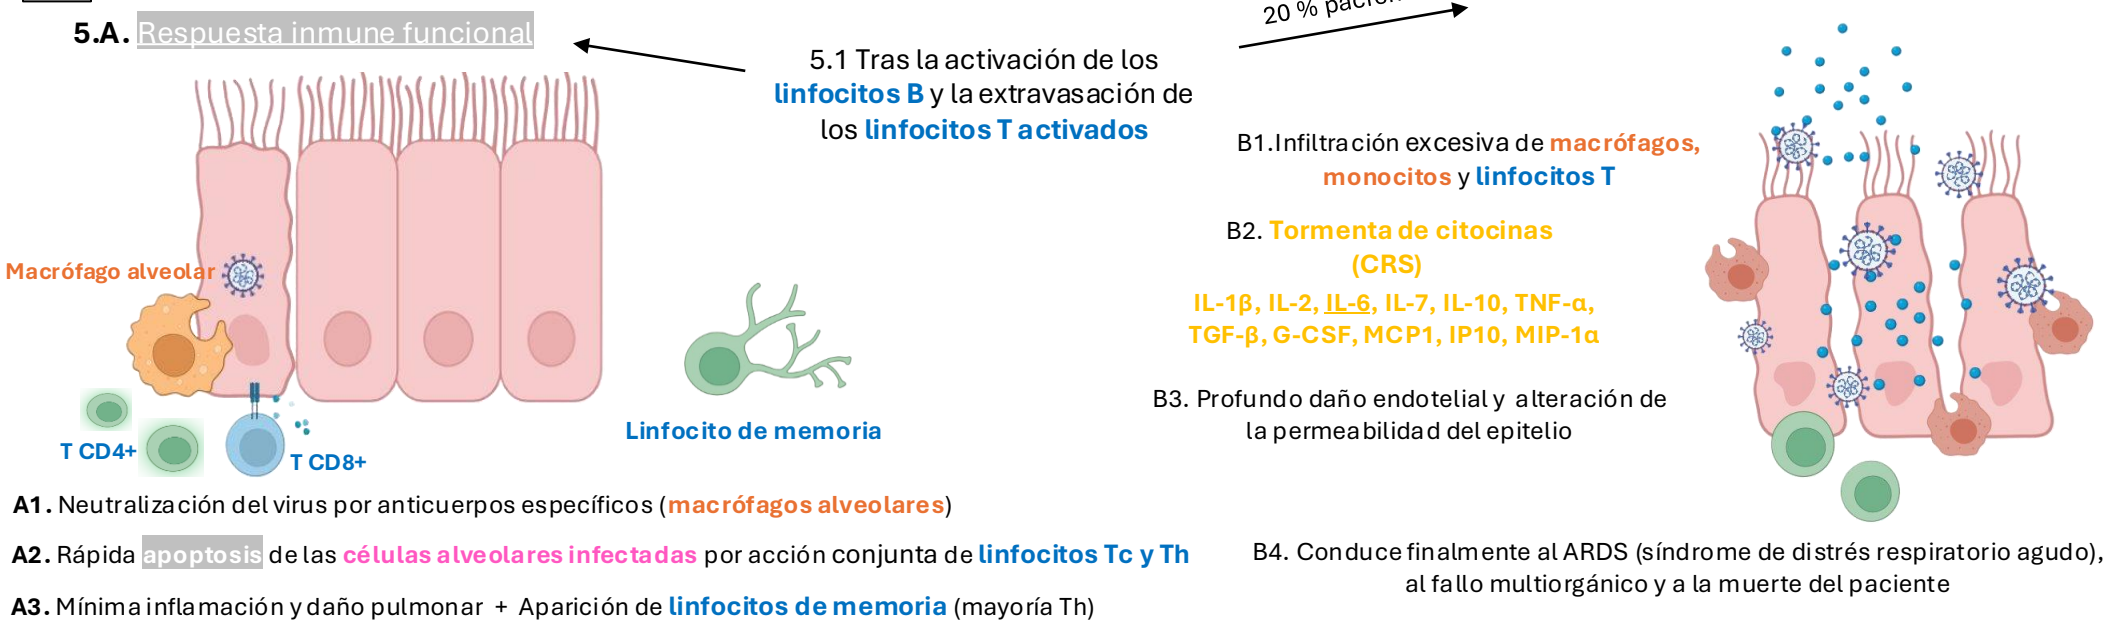 5.A. Respuesta inmune funcional
5.1 Tras la activación de los
linfocitos B y la extravasación de
los linfocitos T activados
20 %
Macrófago alveolar
T CD4+
T CD8+
Linfocito de memoria
A1. Neutralización del virus por anticuerpos específicos (macrófagos alveolares)
A2. Rápida apoptosis de las células alveolares infectadas por acción conjunta de linfocitos Tc y Th
A3. Mínima inflamación y daño pulmonar + Aparición de linfocitos de memoria (mayoría Th)
B1.Infiltración excesiva de macrófagos,
monocitos y linfocitos T
B2. Tormenta de citocinas
(CRS)
IL-1β, IL-2, IL-6, IL-7, IL-10, TNF-α,
TGF-β, G-CSF, MCP1, IP10, MIP-1α
B3. Profundo daño endotelial y alteración de
la permeabilidad del epitelio
B4. Conduce finalmente al ARDS (síndrome de distrés respiratorio agudo),
al fallo multiorgánico y a la muerte del paciente